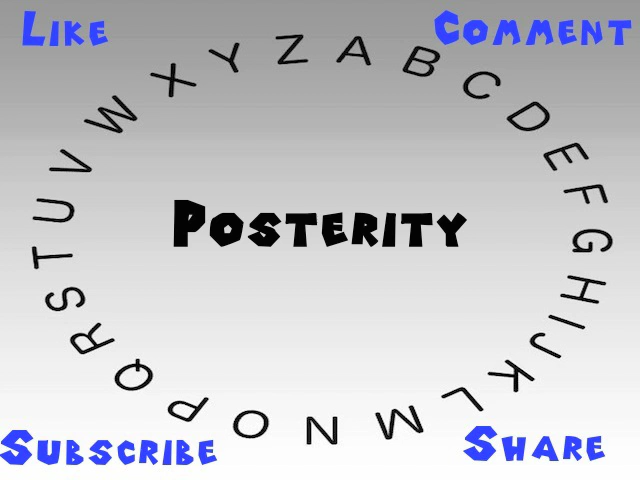 Like
Comment
A B C D E F G H I J K L M N O P Q R S T U V W X Y Z
Posterity
Subscribe
Share